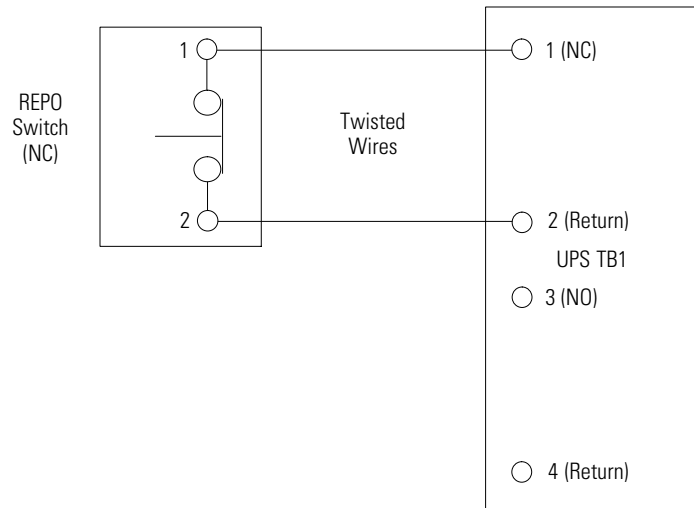 REPO
Switch
(NC)
1
2
Twisted
Wires
1 (NC)
2 (Return)
UPS TB1
3 (NO)
4 (Return)